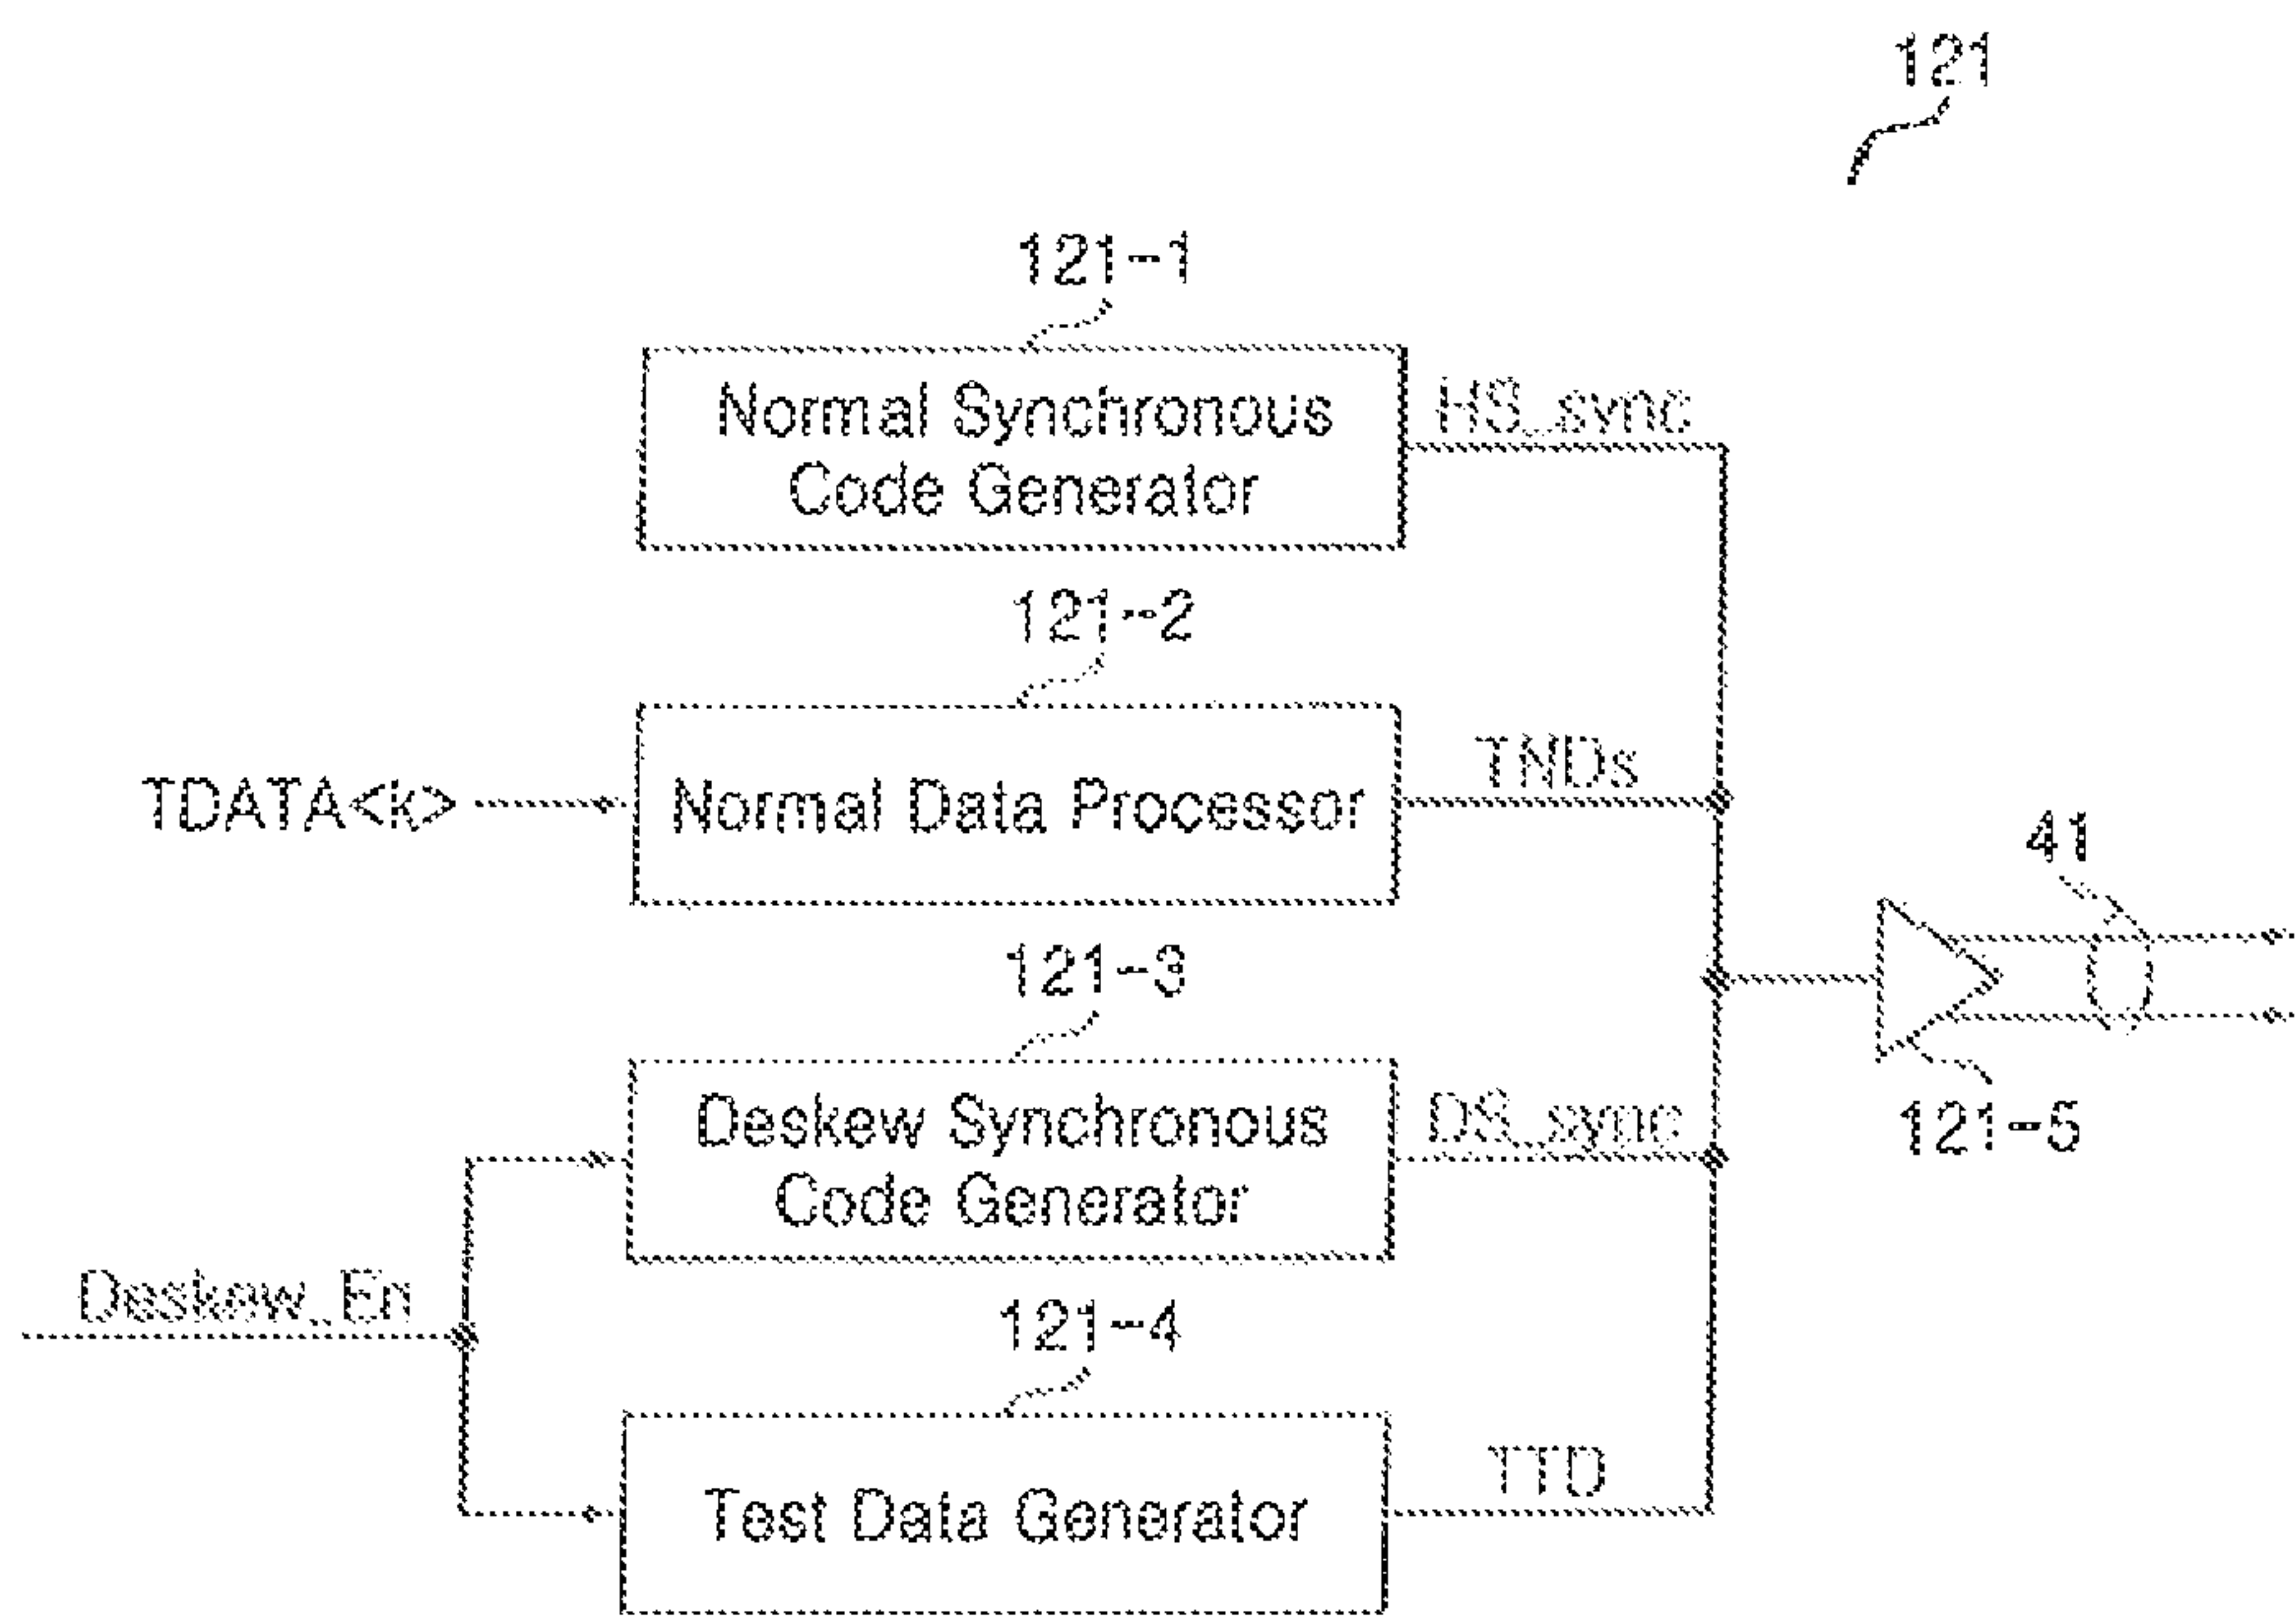 121
121-1
Normal Synchronous
Code Generator
HS_sync
121-2
TDATA<k>
Normal Data Processor
TNDs
41
121-3
Deskew Synchronous
Code Generator
DS_sync
121-5
Deskew_En
121-4
Test Data Generator
TTD